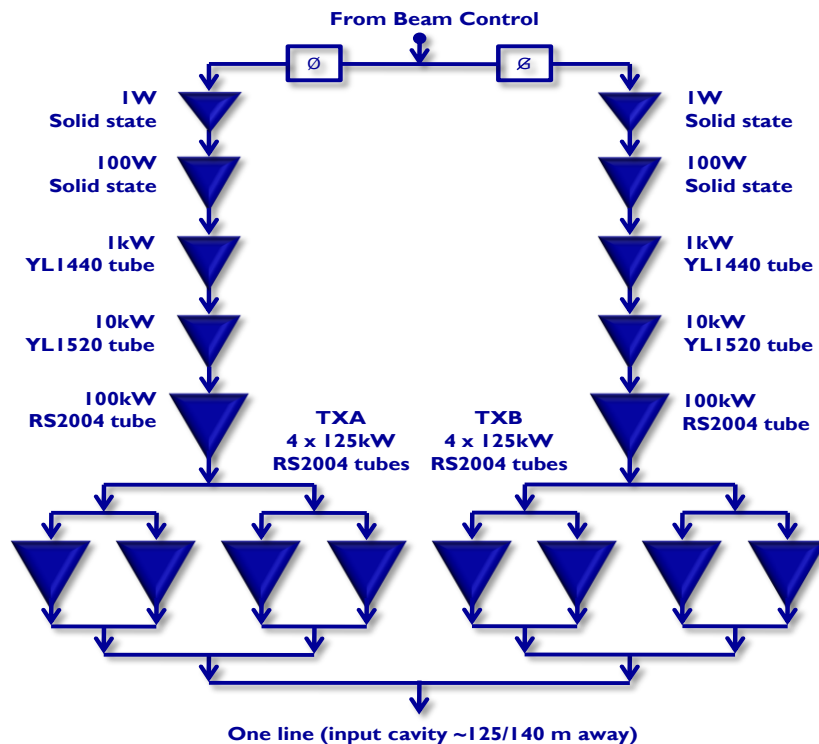 From Beam Control
Ø
1W
Solid state
1W
Solid state
100W
Solid state
100W
Solid state
1kW
YL1440 tube
1kW
YL1440 tube
10kW
YL1520 tube
10kW
YL1520 tube
100kW
RS2004 tube
TXA
4 x 125kW
RS2004 tubes
TXB
4 x 125kW
RS2004 tubes
100kW
RS2004 tube
One line (input cavity ~125/140 m away)